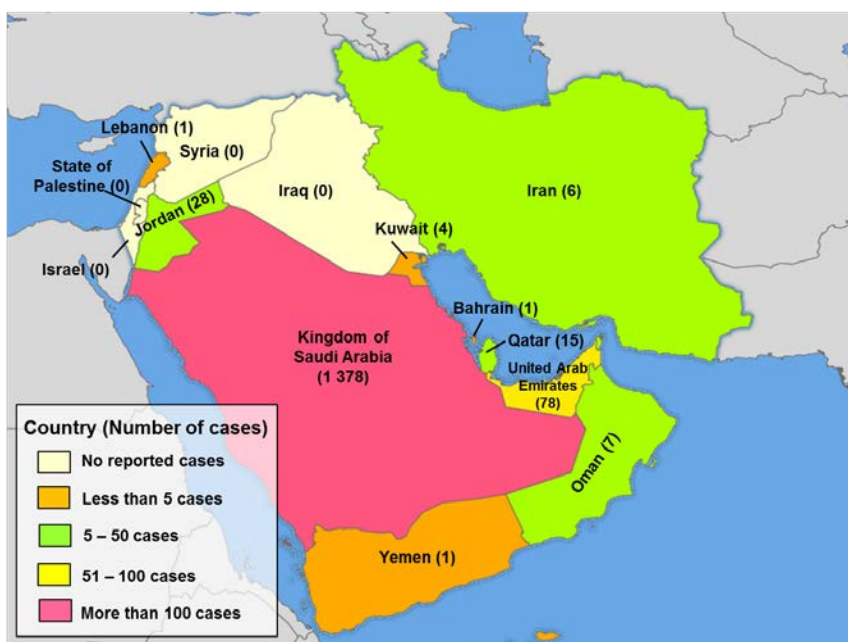 Lebanon (1)
Syria (0)
State of
Palestine (0)
Iraq (0)
Iran (6)
Jordan (28)
Kuwait (4)
Israel (0)
Bahrain (1)
Kingdom of
Saudi Arabia
(1 378)
Qatar (15)
United Arab
Emirates
(78)
Oman (7)
Yemen (1)
Country (Number of cases)
No reported cases
Less than 5 cases
5 – 50 cases
51 – 100 cases
More than 100 cases